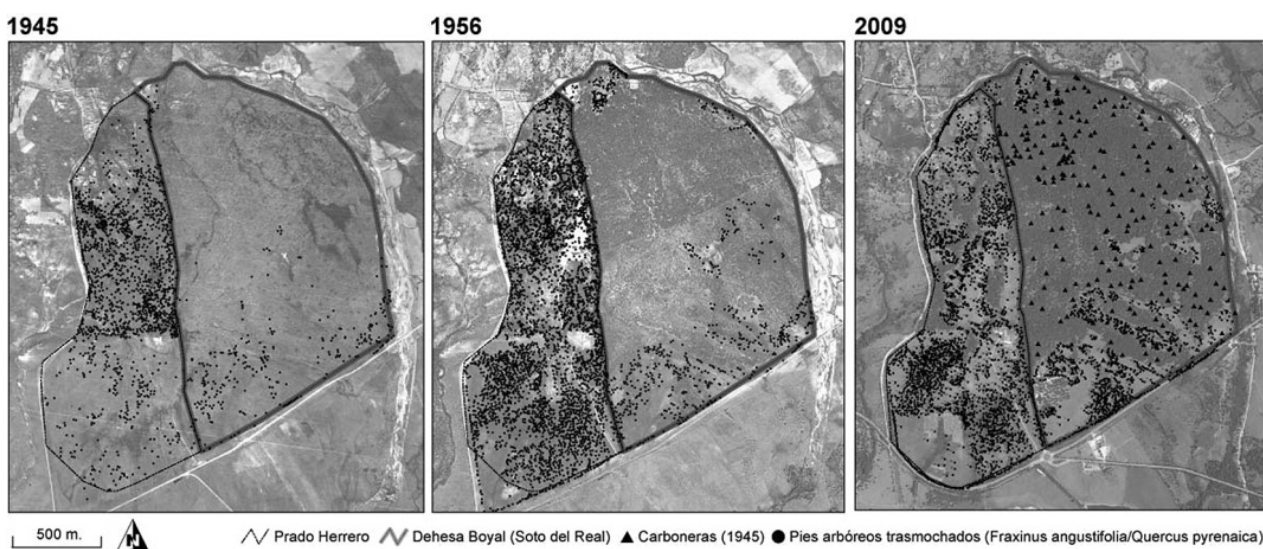 1945
1956
2009
500 m.
N
Prado Herrero
Dehesa Boyal (Soto del Real)
Carboneras (1945)
Pies arbóreos trasmochados (Fraxinus angustifolia/Quercus pyrenaica)